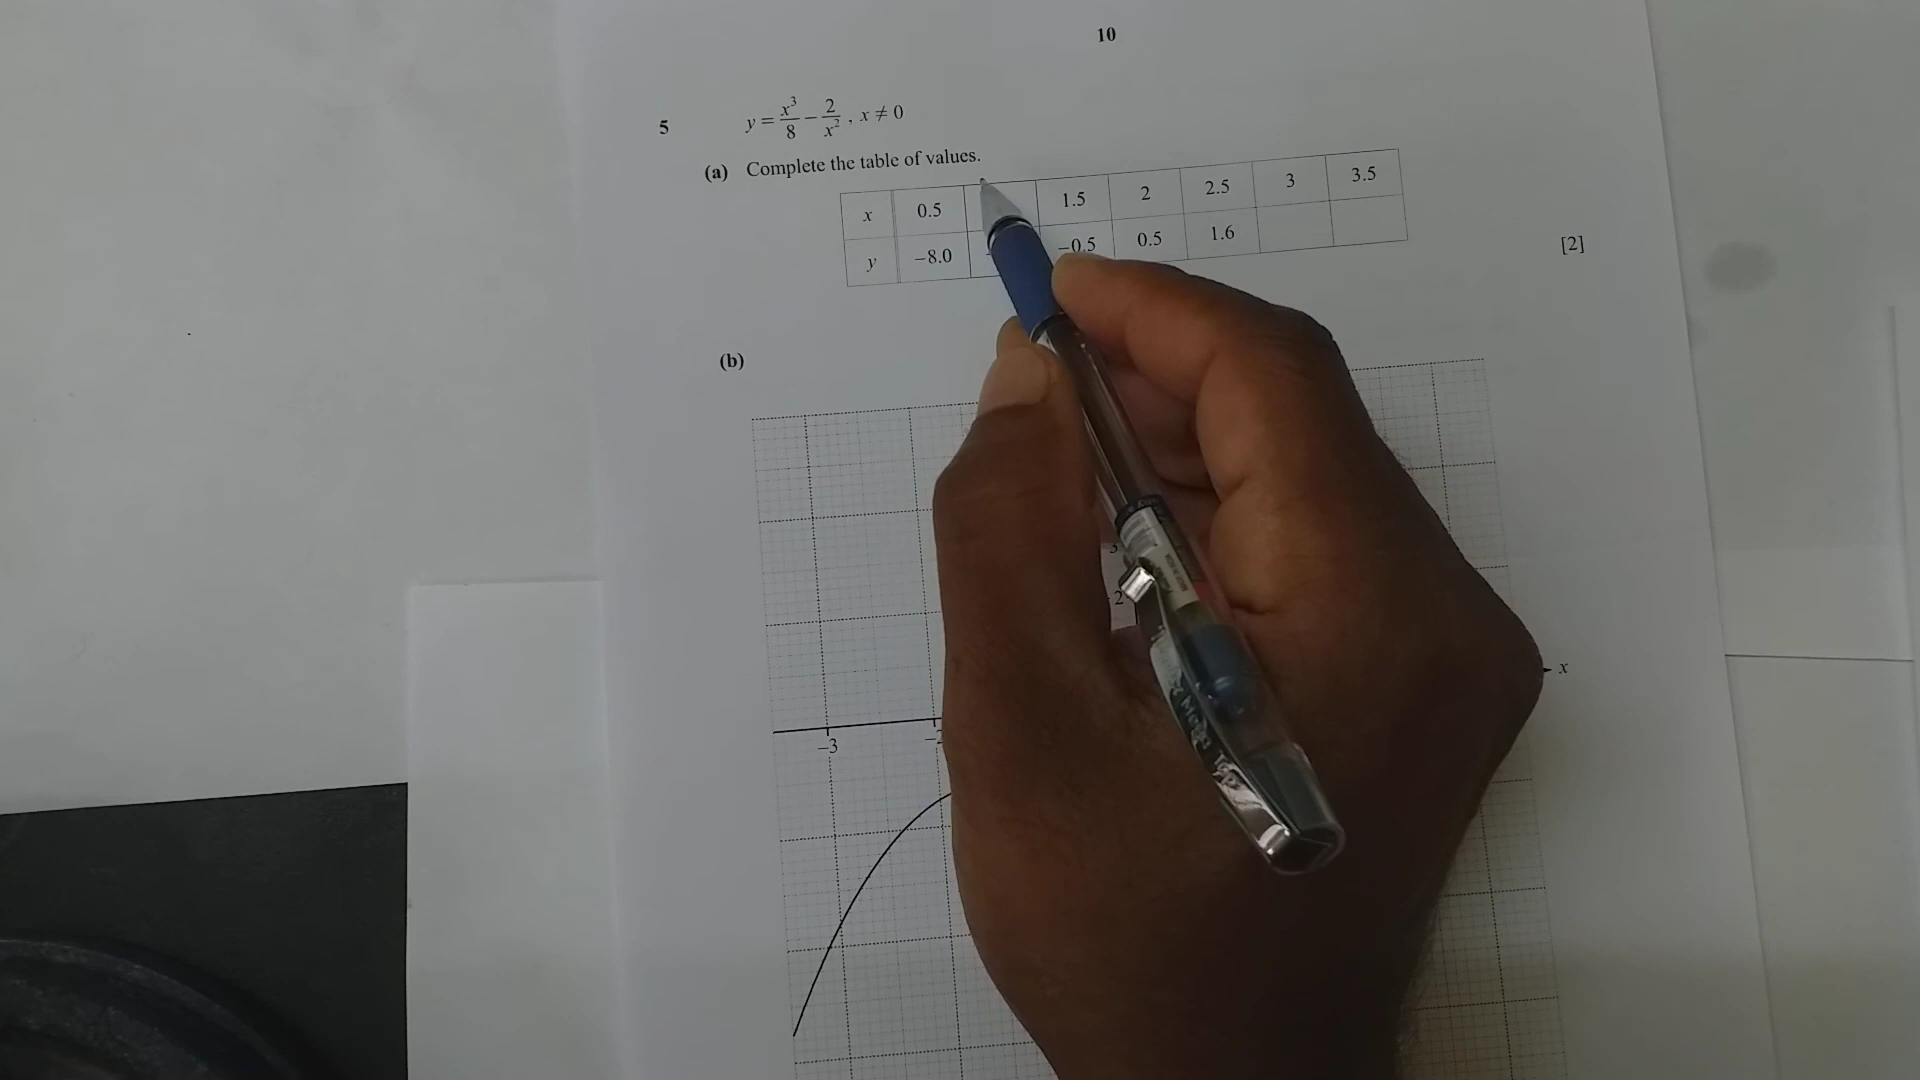 10
5 y = x³/8 − 2/x², x ≠ 0
(a) Complete the table of values.
x 0.5 1.5 2 2.5 3 3.5
y −8.0 −0.5 0.5 1.6
[2]
(b)
3
2
x
−3